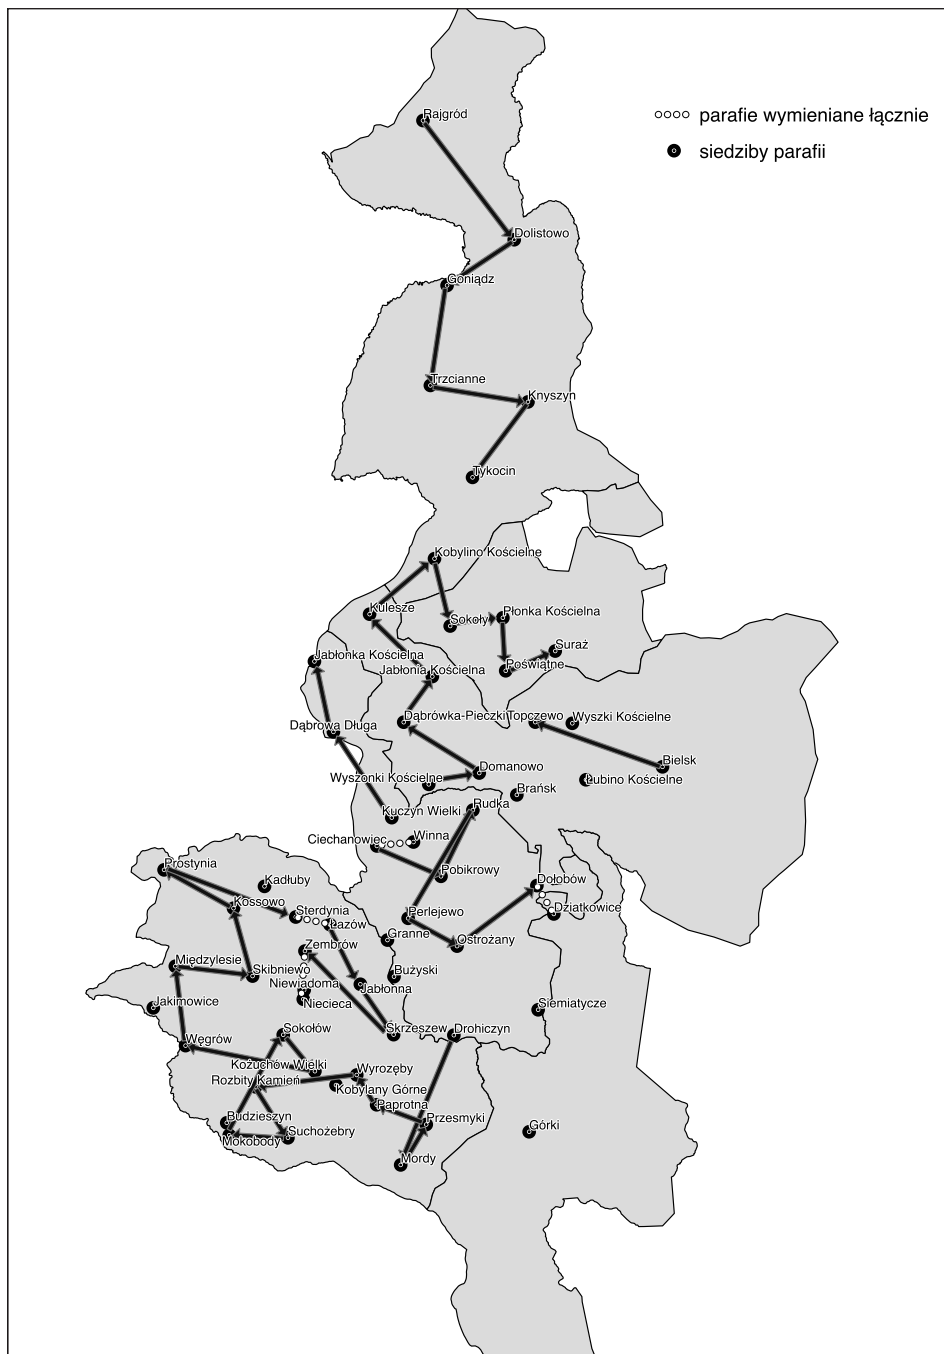 Rajgród
parafie wymieniane łącznie
siedziby parafii
Dolistowo
Goniądz
Trzcianne
Knyszyn
Tykocin
Kobylino Kościelne
Kulesze
Sokoły
Płonka Kościelna
Suraż
Jabłonka Kościelna
Jabłonia Kościelna
Poświątne
Dąbrowa Długa
Dąbrówka-Pieczki
Topczewo
Wyszki Kościelne
Bielsk
Wyszonki Kościelne
Domanowo
Łubino Kościelne
Brańsk
Kuczyn Wielki
Rudka
Ciechanowiec
Winna
Prostynia
Pobikrowy
Kadłuby
Dołobów
Kossowo
Sterdynia
Łazów
Perlejewo
Dziatkowice
Granne
Ostrożany
Zembrów
Międzylesie
Skibniewo
Bużyski
Niewiadoma
Jabłonna
Jakimowice
Niecieca
Siemiatycze
Sokołów
Skrzeszew
Drohiczyn
Węgrów
Kożuchów Wielki
Wyrozęby
Rozbity Kamień
Kobylany Górne
Paprotna
Budzieszyn
Przesmyki
Suchożebry
Górki
Mokobody
Mordy